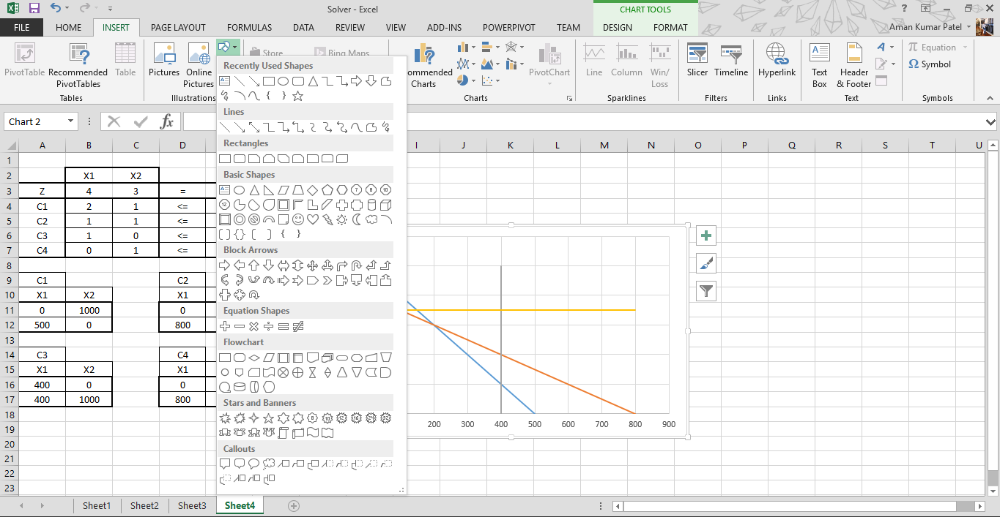 Solver - Excel
CHART TOOLS
?
FILE HOME INSERT PAGE LAYOUT FORMULAS DATA REVIEW VIEW ADD-INS POWERPIVOT TEAM DESIGN FORMAT Aman Kumar Patel
PivotTable Recommended PivotTables Table
Tables
Pictures Online Pictures
Illustrations
Store
Bing Maps
ommended Charts
PivotChart
Charts
Line Column Win/ Loss
Sparklines
Slicer Timeline
Filters
Hyperlink
Links
Text Box Header & Footer
Text
Equation
Symbol
Symbols
Recently Used Shapes
Lines
Rectangles
Basic Shapes
Block Arrows
Equation Shapes
Flowchart
Stars and Banners
Callouts
Chart 2 fx
A B C D I J K L M N O P Q R S T U
1
2 X1 X2
3 Z 4 3 =
4 C1 2 1 <=
5 C2 1 1 <=
6 C3 1 0 <=
7 C4 0 1 <=
8
9 C1 C2
10 X1 X2 X1
11 0 1000 0
12 500 0 800
13
14 C3 C4
15 X1 X2 X1
16 400 0 0
17 400 1000 800
18
19
20
21
22
23
200 300 400 500 600 700 800 900
Sheet1 Sheet2 Sheet3 Sheet4